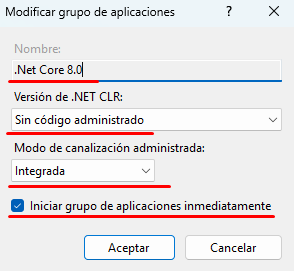 Modificar grupo de aplicaciones ? ×
Nombre:
.Net Core 8.0
Versión de .NET CLR:
Sin código administrado
Modo de canalización administrada:
Integrada
Iniciar grupo de aplicaciones inmediatamente
Aceptar Cancelar